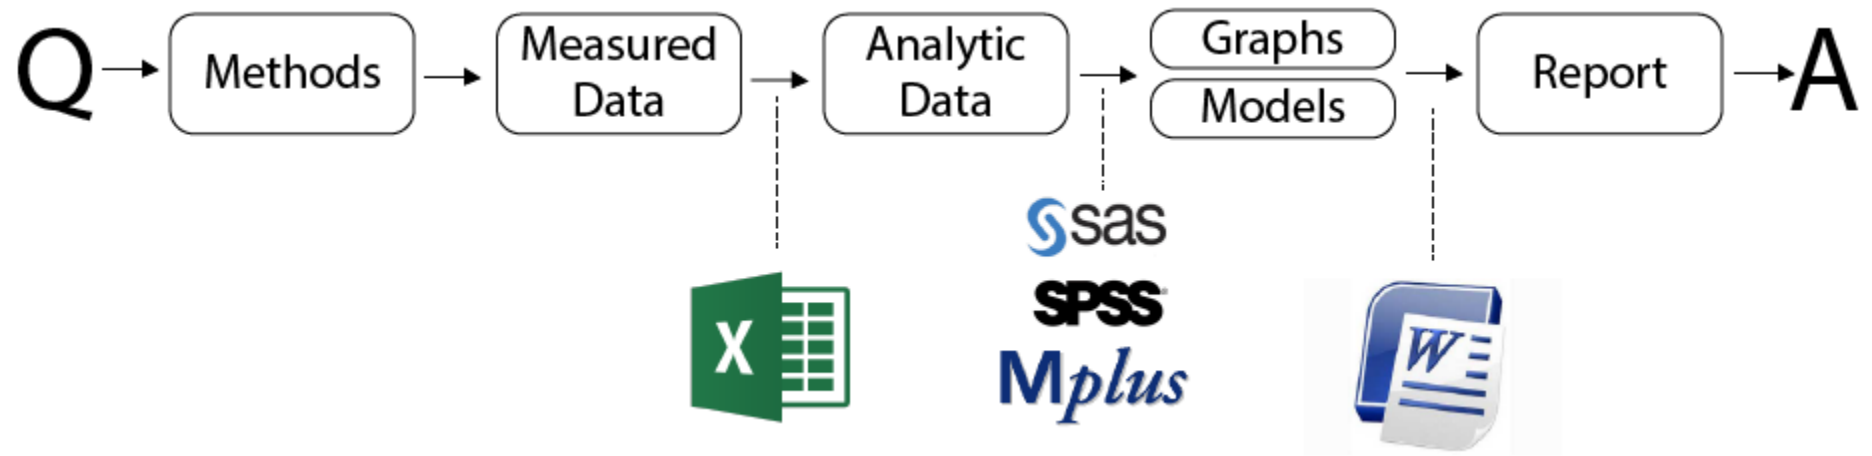 Q
Methods
Measured
Data
Analytic
Data
Graphs
Models
Report
A
X
sas
SPSS
Mplus
W